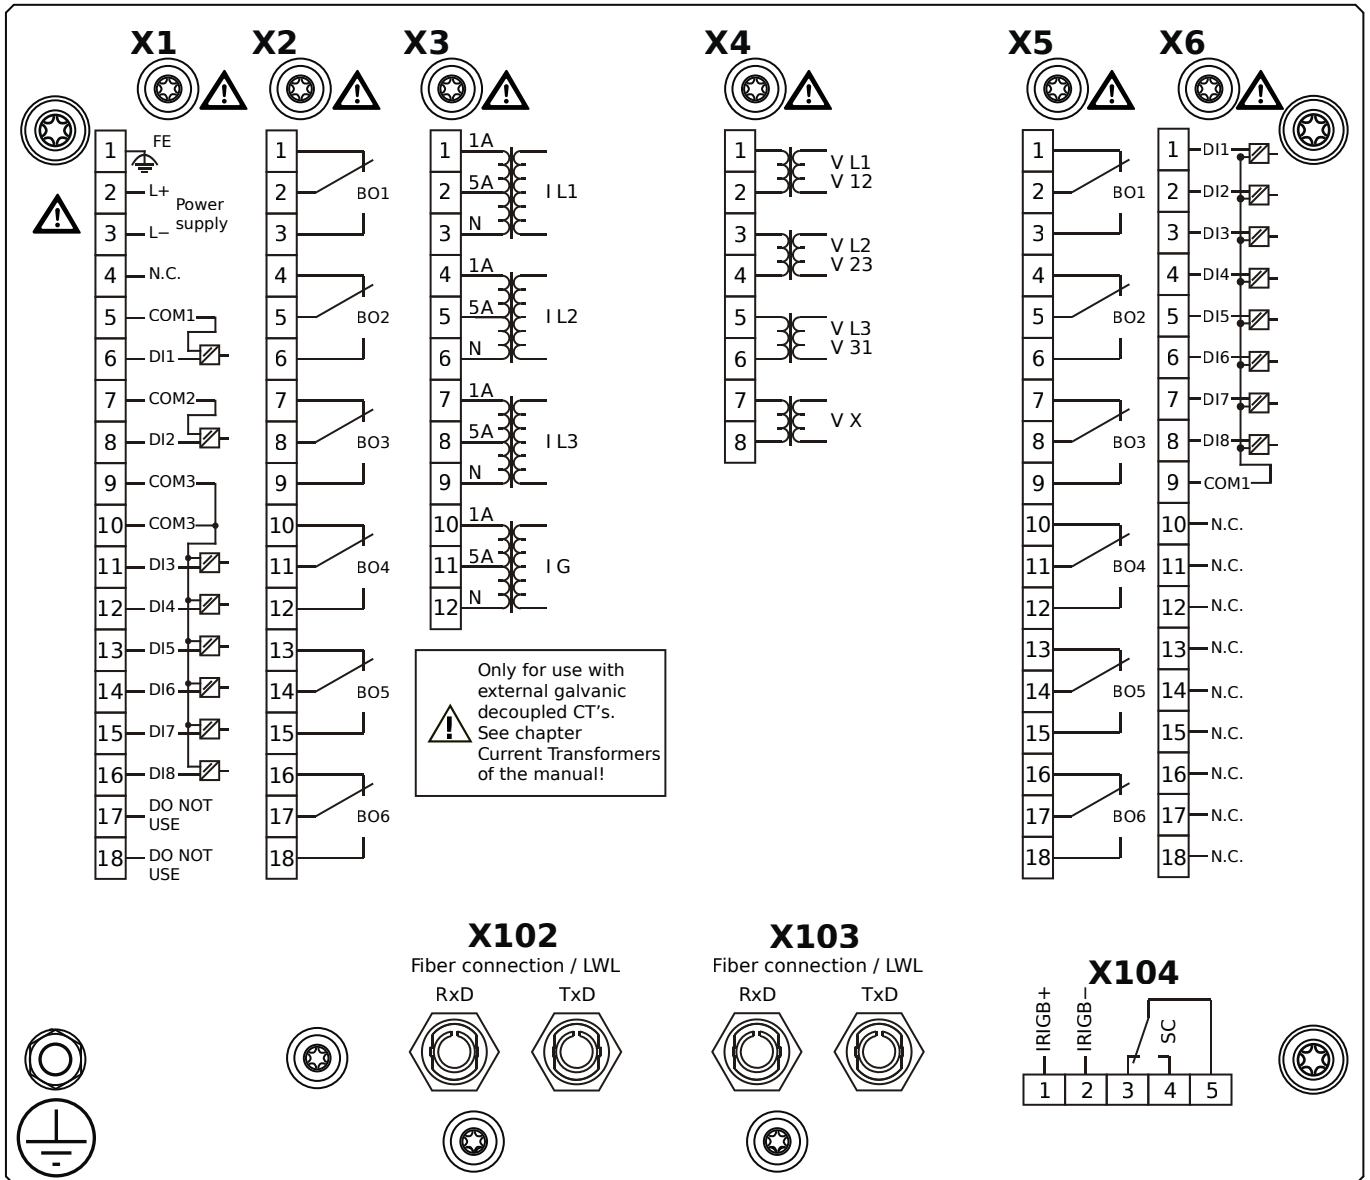 X1
X2
X3
X4
X5
X6
1 FE
2 L+
Power
supply
3 L−
4 N.C.
5 COM1
6 DI1
7 COM2
8 DI2
9 COM3
10 COM3
11 DI3
12 DI4
13 DI5
14 DI6
15 DI7
16 DI8
17 DO NOT
USE
18 DO NOT
USE
1
2 BO1
3
4
5 BO2
6
7
8 BO3
9
10
11 BO4
12
13
14 BO5
15
16
17 BO6
18
1 1A
2 5A I L1
3 N
4 1A
5 5A I L2
6 N
7 1A
8 5A I L3
9 N
10 1A
11 5A I G
12 N
Only for use with
external galvanic
decoupled CT's.
See chapter
Current Transformers
of the manual!
1 V L1
2 V 12
3 V L2
4 V 23
5 V L3
6 V 31
7 V X
8
1
2 BO1
3
4
5 BO2
6
7
8 BO3
9
10
11 BO4
12
13
14 BO5
15
16
17 BO6
18
1 DI1
2 DI2
3 DI3
4 DI4
5 DI5
6 DI6
7 DI7
8 DI8
9 COM1
10 N.C.
11 N.C.
12 N.C.
13 N.C.
14 N.C.
15 N.C.
16 N.C.
17 N.C.
18 N.C.
X102
Fiber connection / LWL
RxD TxD
X103
Fiber connection / LWL
RxD TxD
X104
IRIGB+
IRIGB−
SC
1 2 3 4 5